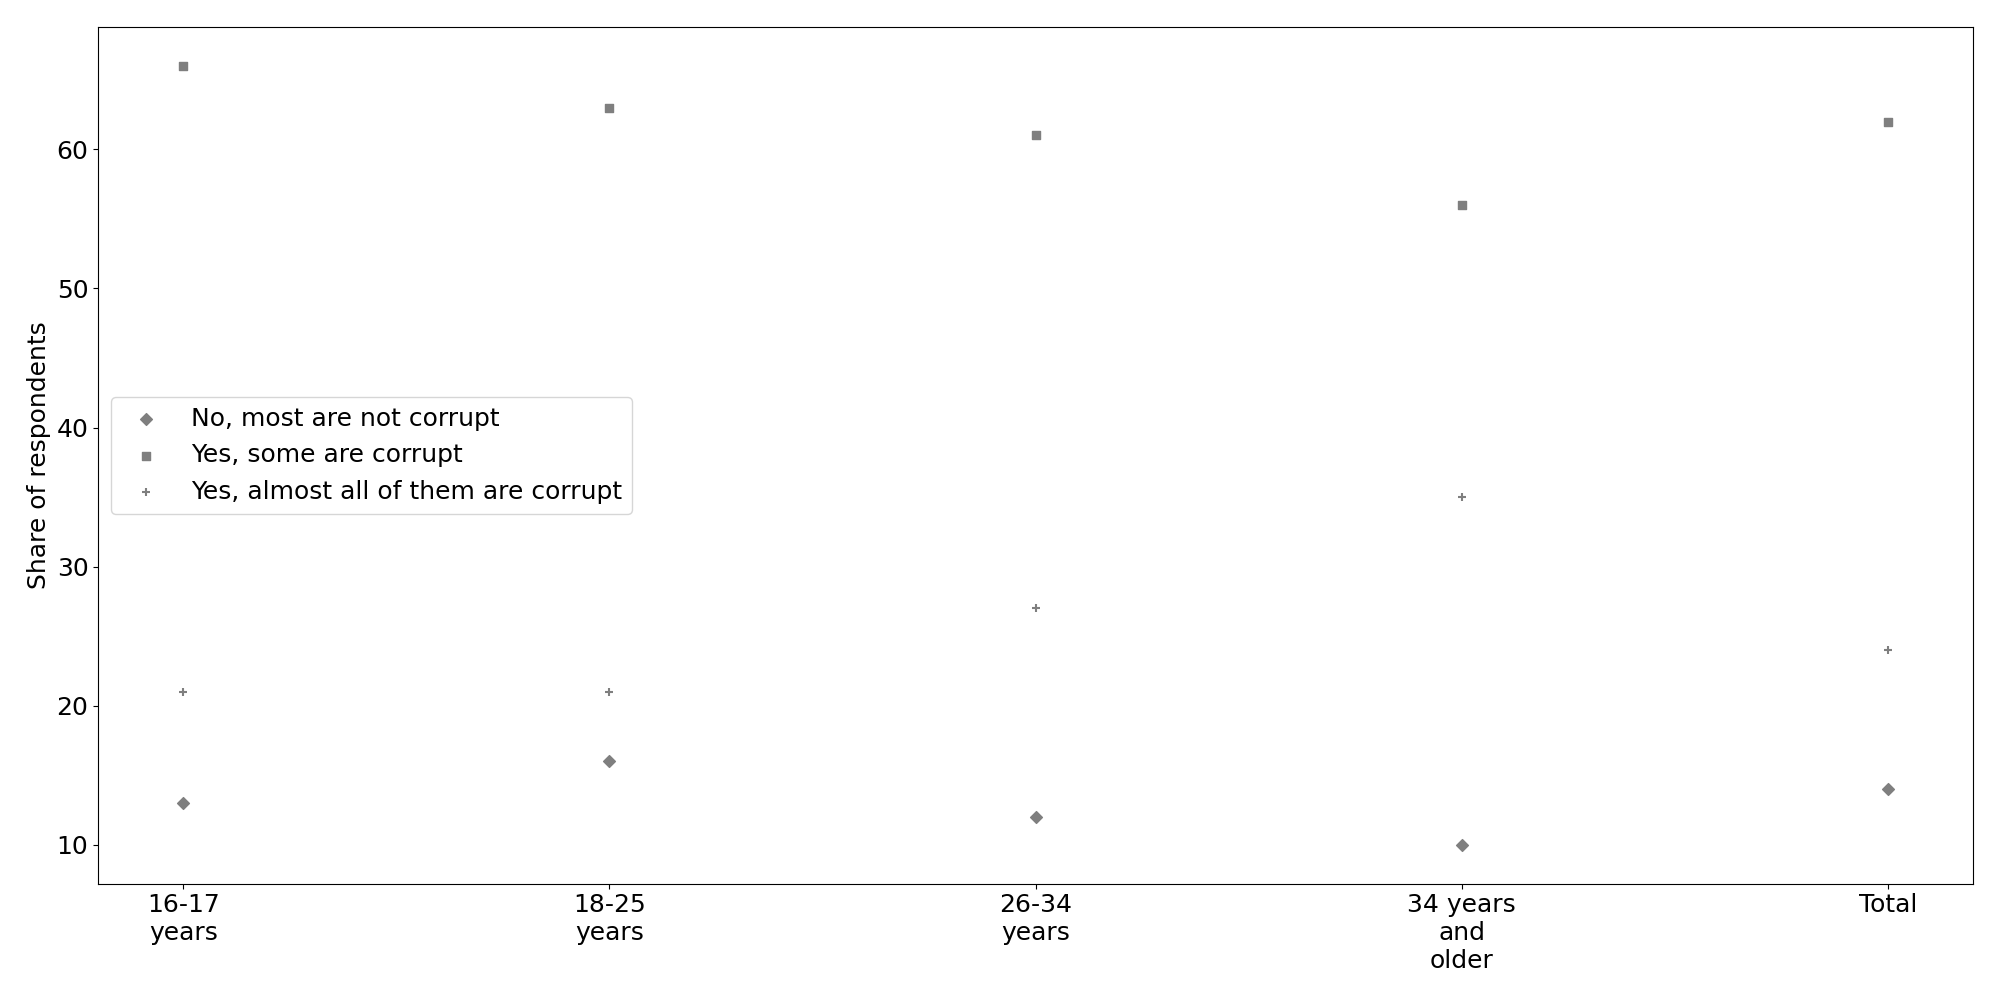 Share of respondents
60
50
40
30
20
10
No, most are not corrupt
Yes, some are corrupt
Yes, almost all of them are corrupt
16-17
years
18-25
years
26-34
years
34 years
and
older
Total